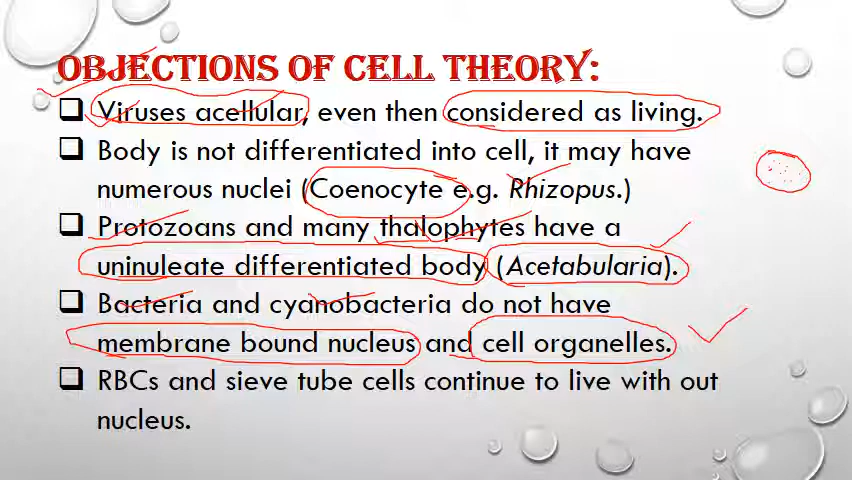 OBJECTIONS OF CELL THEORY:
❑ Viruses acellular, even then considered as living.
❑ Body is not differentiated into cell, it may have
numerous nuclei (Coenocyte e.g. Rhizopus.)
❑ Protozoans and many thalophytes have a
uninuleate differentiated body (Acetabularia).
❑ Bacteria and cyanobacteria do not have
membrane bound nucleus and cell organelles.
❑ RBCs and sieve tube cells continue to live with out
nucleus.